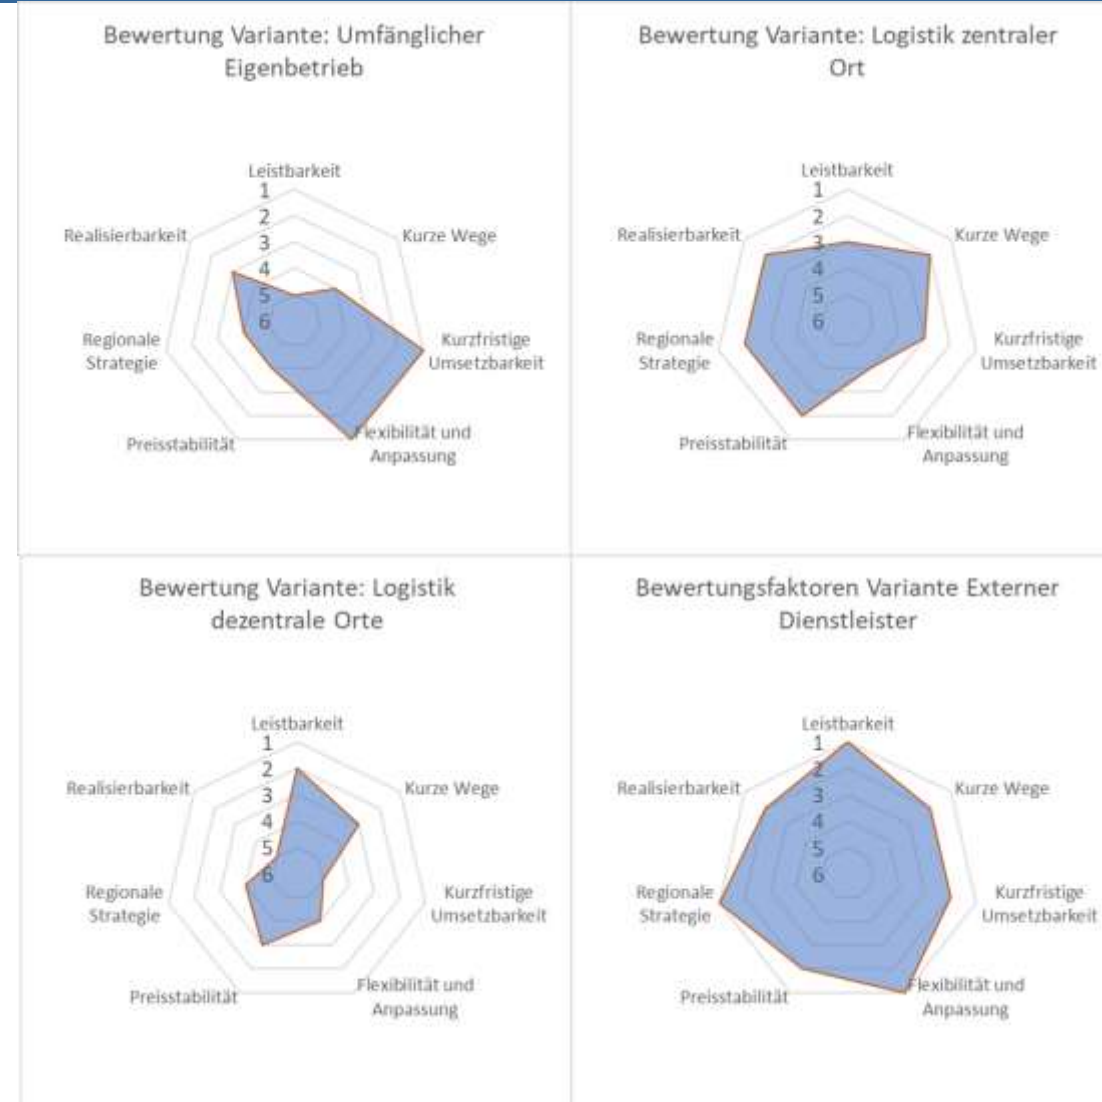 Bewertung Variante: Umfänglicher
Eigenbetrieb
Leistbarkeit
1
2
3
4
5
6
Realisierbarkeit
Kurze Wege
Regionale
Strategie
Kurzfristige
Umsetzbarkeit
Preisstabilität
Flexibilität und
Anpassung
Bewertung Variante: Logistik zentraler
Ort
Leistbarkeit
1
2
3
4
5
6
Realisierbarkeit
Kurze Wege
Regionale
Strategie
Kurzfristige
Umsetzbarkeit
Preisstabilität
Flexibilität und
Anpassung
Bewertung Variante: Logistik
dezentrale Orte
Leistbarkeit
1
2
3
4
5
6
Realisierbarkeit
Kurze Wege
Regionale
Strategie
Kurzfristige
Umsetzbarkeit
Preisstabilität
Flexibilität und
Anpassung
Bewertungsfaktoren Variante Externer
Dienstleister
Leistbarkeit
1
2
3
4
5
6
Realisierbarkeit
Kurze Wege
Regionale
Strategie
Kurzfristige
Umsetzbarkeit
Preisstabilität
Flexibilität und
Anpassung